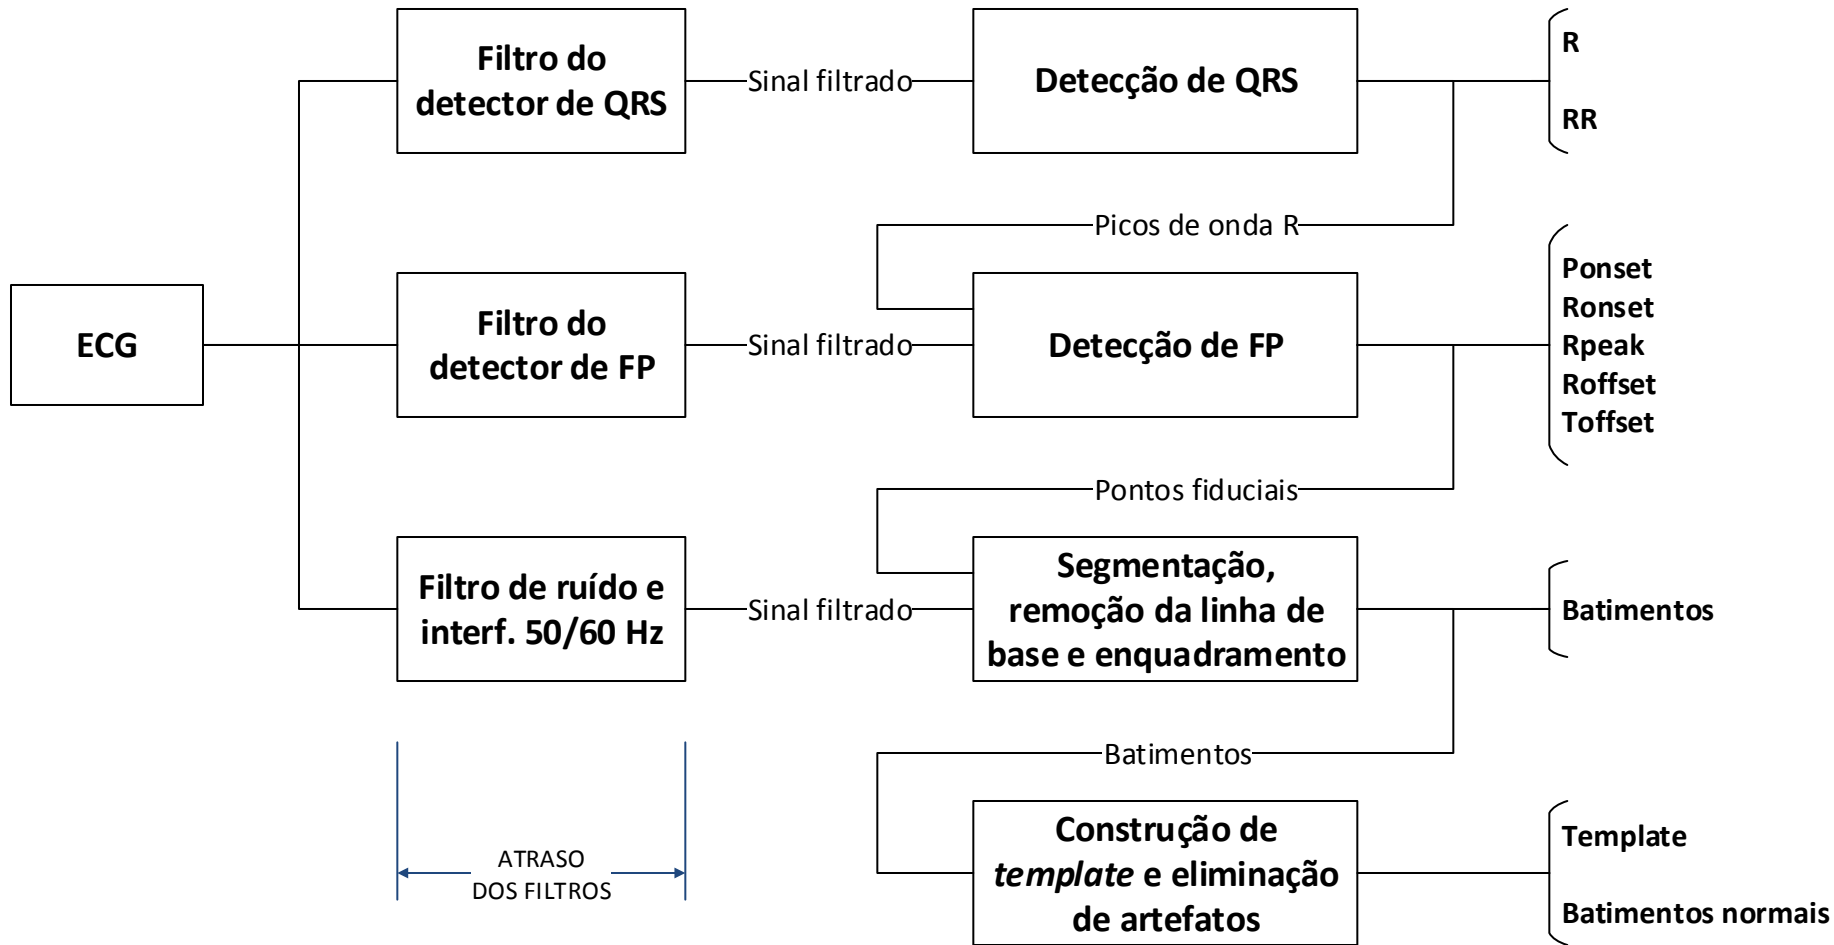 Filtro do
detector de QRS
Sinal filtrado
Detecção de QRS
R
RR
Picos de onda R
ECG
Filtro do
detector de FP
Sinal filtrado
Detecção de FP
Ponset
Ronset
Rpeak
Roffset
Toffset
Pontos fiduciais
Filtro de ruído e
interf. 50/60 Hz
Sinal filtrado
Segmentação,
remoção da linha de
base e enquadramento
Batimentos
Batimentos
ATRASO
DOS FILTROS
Construção de
template e eliminação
de artefatos
Template
Batimentos normais